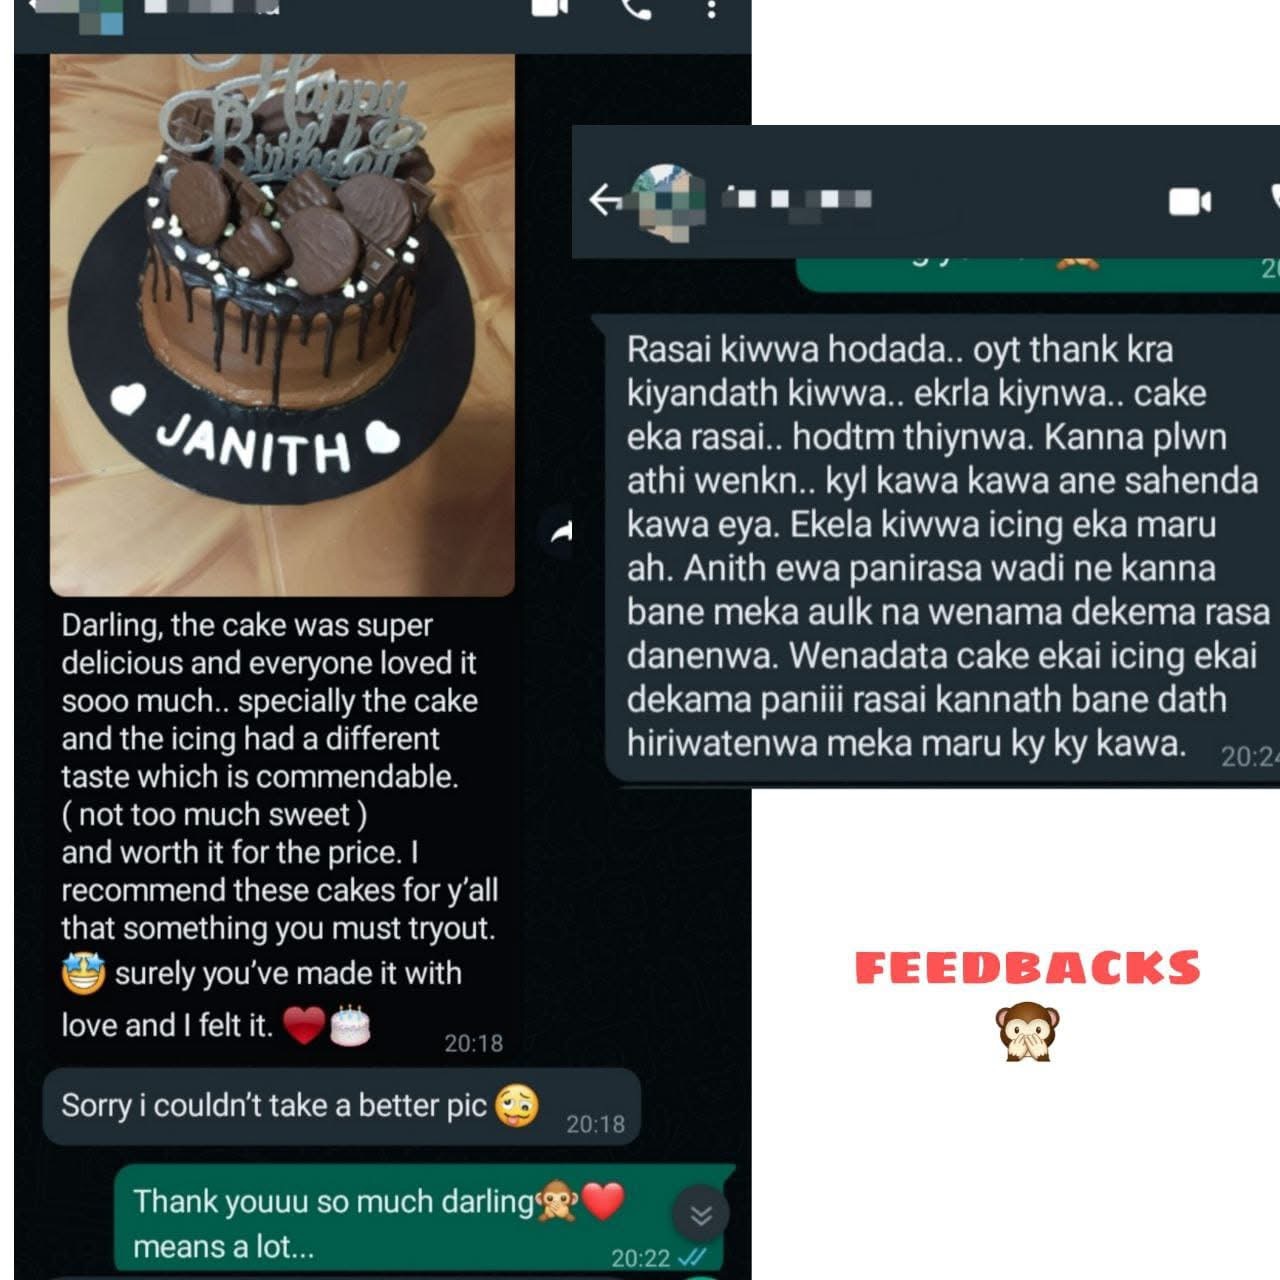 Happy
Birthday
JANITH
Darling, the cake was super
delicious and everyone loved it
sooo much.. specially the cake
and the icing had a different
taste which is commendable.
( not too much sweet )
and worth it for the price. I
recommend these cakes for y'all
that something you must tryout.
🤩 surely you've made it with
love and I felt it. ❤️🎂
20:18
Sorry i couldn't take a better pic 🥴
20:18
Thank youuu so much darling🙊❤️
means a lot...
20:22
Rasai kiwwa hodada.. oyt thank kra
kiyandath kiwwa.. ekrla kiynwa.. cake
eka rasai.. hodtm thiynwa. Kanna plwn
athi wenkn.. kyl kawa kawa ane sahenda
kawa eya. Ekela kiwwa icing eka maru
ah. Anith ewa panirasa wadi ne kanna
bane meka aulk na wenama dekema rasa
danenwa. Wenadata cake ekai icing ekai
dekama paniii rasai kannath bane dath
hiriwatenwa meka maru ky ky kawa.
20:24
FEEDBACKS
🙊